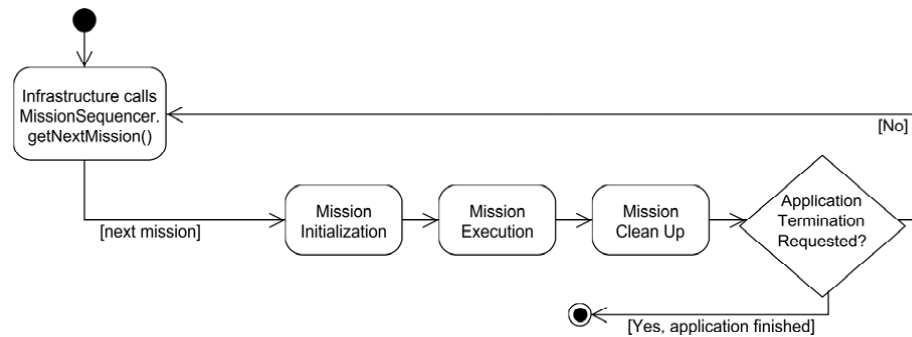 Infrastructure calls
MissionSequencer.
getNextMission()
[No]
[next mission]
Mission
Initialization
Mission
Execution
Mission
Clean Up
Application
Termination
Requested?
[Yes, application finished]